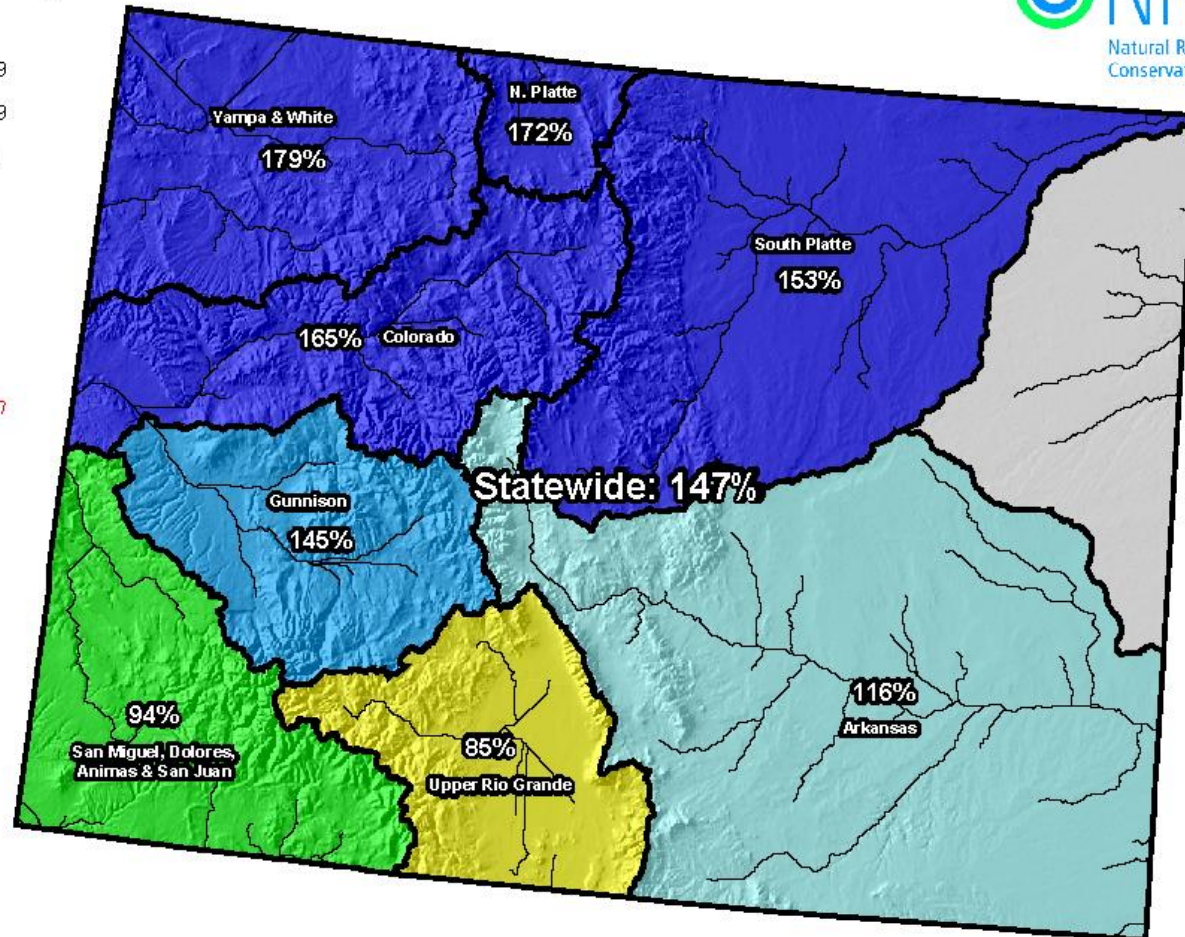 Natural
Conserva
N. Platte
172%
Yampa & White
179%
South Platte
153%
165%
Colorado
Statewide: 147%
Gunnison
145%
94%
San Miguel, Dolores,
Animas & San Juan
85%
Upper Rio Grande
116%
Arkansas